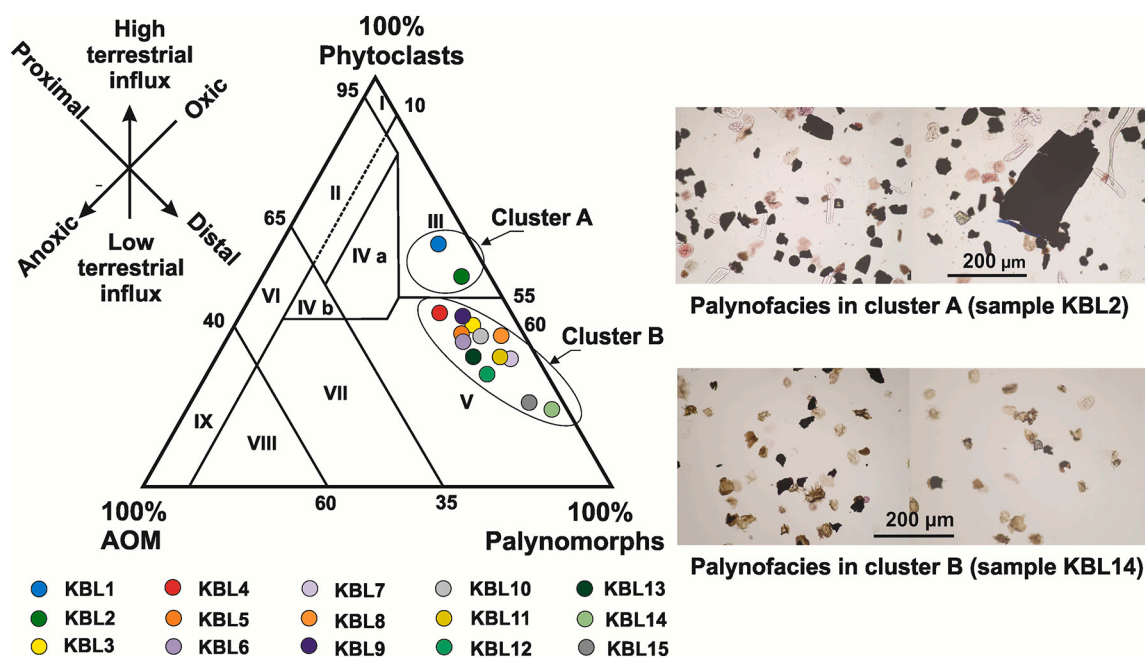 High
terrestrial
influx
Proximal
Oxic
Anoxic
Distal
Low
terrestrial
influx
100%
Phytoclasts
95
I
10
II
65
III
Cluster A
IV a
VI
IV b
55
60
40
Cluster B
VII
V
IX
VIII
100%
AOM
60
35
100%
Palynomorphs
200 µm
Palynofacies in cluster A (sample KBL2)
200 µm
Palynofacies in cluster B (sample KBL14)
KBL1
KBL4
KBL7
KBL10
KBL13
KBL2
KBL5
KBL8
KBL11
KBL14
KBL3
KBL6
KBL9
KBL12
KBL15